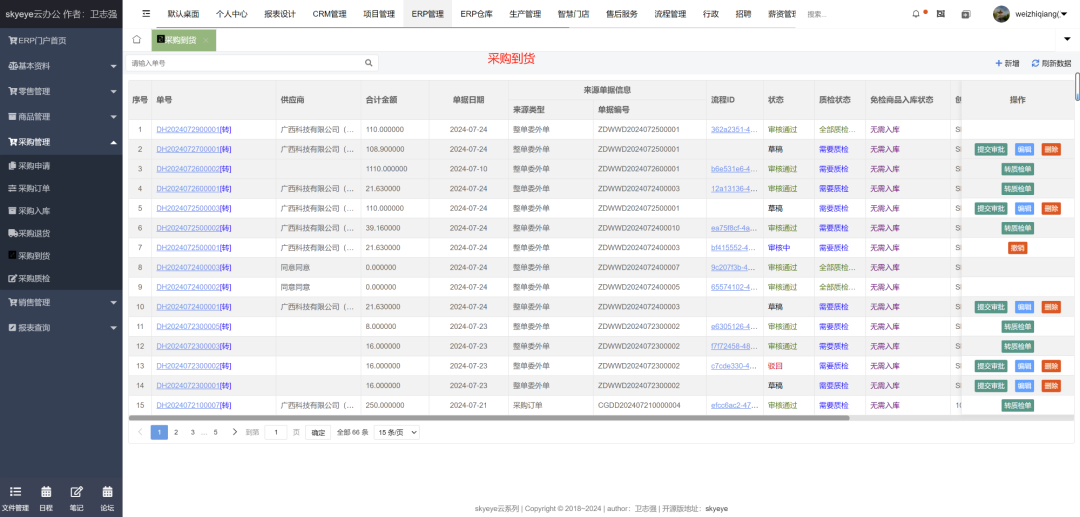 skyeye云办公 作者：卫志强
默认桌面 个人中心 报表设计 CRM管理 项目管理 ERP管理 ERP仓库 生产管理 智慧门店 售后服务 流程管理 行政 招聘 薪资管理 搜索... weizhiqiang(
ERP门户首页
基本资料
零售管理
商品管理
采购管理
采购申请
采购订单
采购入库
采购退货
采购到货
采购质检
销售管理
报表查询
文件管理 日程 笔记 论坛
采购到货
采购到货
请输入单号
新增 刷新数据
序号 单号 供应商 合计金额 单据日期 来源单据信息 流程ID 状态 质检状态 免检商品入库状态 操作
来源类型 单据编号
1 DH2024072900001[转] 广西科技有限公司（... 110.000000 2024-07-24 整单委外单 ZDWWD2024072500001 362a2351-4... 审核通过 全部质检... 无需入库
2 DH2024072700001[转] 广西科技有限公司（... 108.900000 2024-07-24 整单委外单 ZDWWD2024072500001 草稿 需要质检 无需入库 提交审批 编辑 删除
3 DH2024072600002[转] 1110.000000 2024-07-10 整单委外单 ZDWWD2024072600001 b6e531e6-4... 审核通过 需要质检 无需入库 转质检单
4 DH2024072600001[转] 广西科技有限公司（... 21.630000 2024-07-24 整单委外单 ZDWWD2024072400003 12a13136-4... 审核通过 需要质检 无需入库 转质检单
5 DH2024072500003[转] 广西科技有限公司（... 110.000000 2024-07-24 整单委外单 ZDWWD2024072500001 草稿 需要质检 无需入库 提交审批 编辑 删除
6 DH2024072500002[转] 广西科技有限公司（... 39.160000 2024-07-24 整单委外单 ZDWWD2024072400010 ea75f8cf-4a... 审核通过 需要质检 无需入库 转质检单
7 DH2024072500001[转] 广西科技有限公司（... 21.630000 2024-07-24 整单委外单 ZDWWD2024072400003 bf415552-4... 审核中 需要质检 无需入库 撤销
8 DH2024072400003[转] 同意同意 0.000000 2024-07-24 整单委外单 ZDWWD2024072400007 9c207f3b-4... 审核通过 全部质检... 无需入库
9 DH2024072400002[转] 同意同意 0.000000 2024-07-24 整单委外单 ZDWWD2024072400005 65574102-4... 审核通过 全部质检... 无需入库
10 DH2024072400001[转] 广西科技有限公司（... 21.630000 2024-07-24 整单委外单 ZDWWD2024072400003 草稿 需要质检 无需入库 提交审批 编辑 删除
11 DH2024072300005[转] 8.000000 2024-07-23 整单委外单 ZDWWD2024072300002 e6305126-4... 审核通过 需要质检 无需入库 转质检单
12 DH2024072300003[转] 16.000000 2024-07-23 整单委外单 ZDWWD2024072300002 f7f72458-48... 审核通过 需要质检 无需入库 转质检单
13 DH2024072300002[转] 16.000000 2024-07-23 整单委外单 ZDWWD2024072300002 c7cde330-4... 驳回 需要质检 无需入库 提交审批 编辑 删除
14 DH2024072300001[转] 16.000000 2024-07-23 整单委外单 ZDWWD2024072300002 草稿 需要质检 无需入库 提交审批 编辑 删除
15 DH2024072100007[转] 广西科技有限公司（... 250.000000 2024-07-21 采购订单 CGDD202407210000004 efcc6ac2-47... 审核通过 需要质检 无需入库 转质检单
1 2 3 ... 5 到第 1 页 确定 全部 66 条 15 条/页
skyeye云系列 | Copyright © 2018~2024 | author：卫志强 | 开源版地址：skyeye